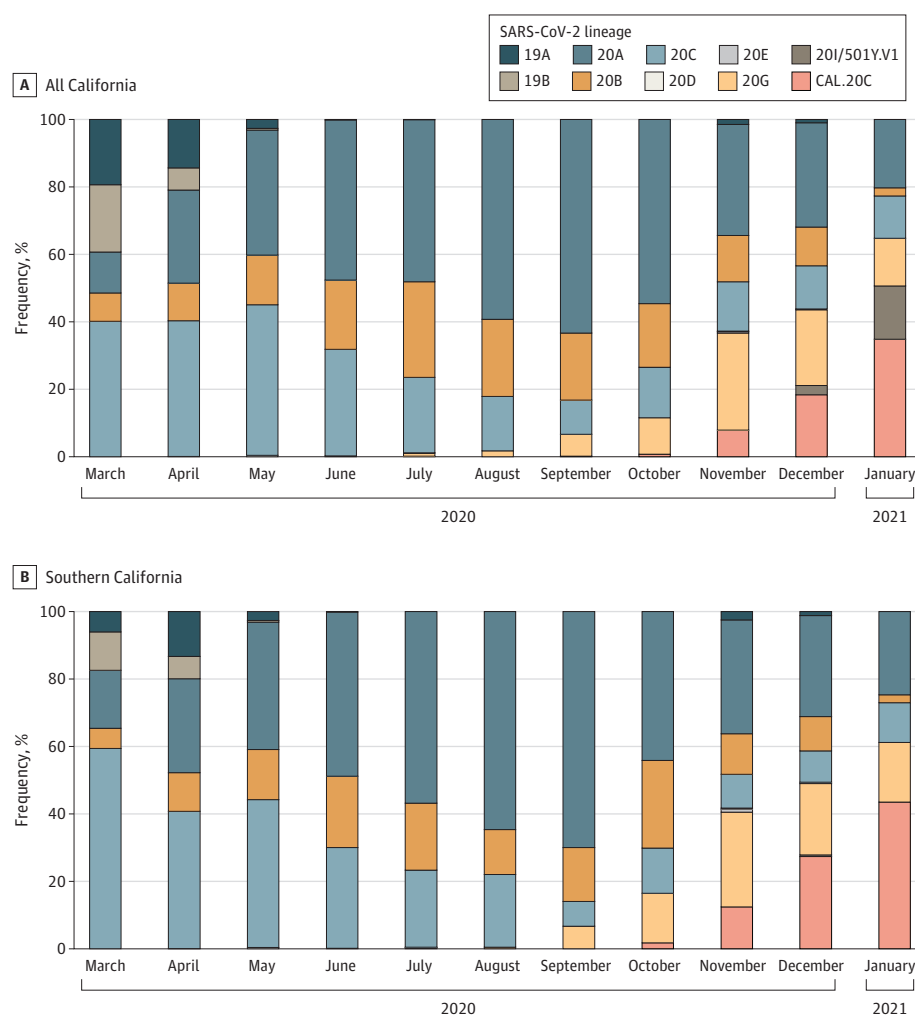 SARS-CoV-2 lineage
19A 20A 20C 20E 20I/501Y.V1
19B 20B 20D 20G CAL.20C
A All California
100
80
60
40
20
0
Frequency, %
March April May June July August September October November December January
2020 2021
B Southern California
100
80
60
40
20
0
Frequency, %
March April May June July August September October November December January
2020 2021